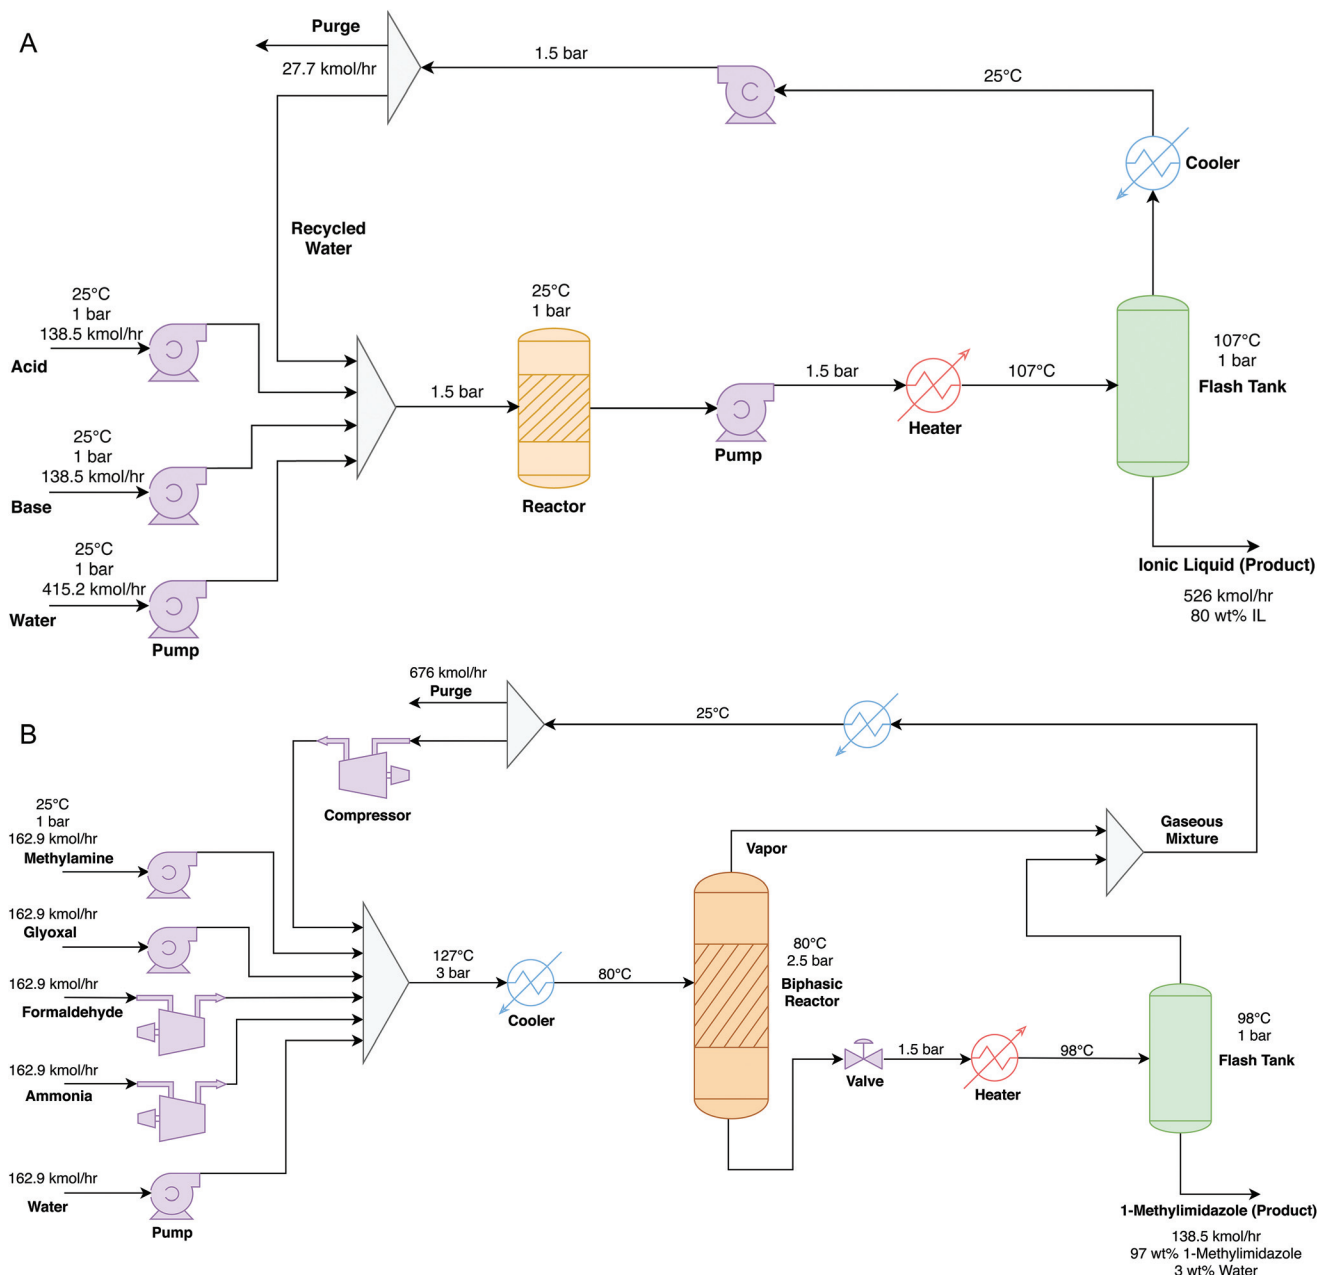 A
Purge
27.7 kmol/hr
1.5 bar
25°C
Cooler
Recycled
Water
25°C
1 bar
138.5 kmol/hr
Acid
25°C
1 bar
138.5 kmol/hr
Base
25°C
1 bar
415.2 kmol/hr
Water
Pump
1.5 bar
25°C
1 bar
Reactor
Pump
1.5 bar
Heater
107°C
107°C
1 bar
Flash Tank
Ionic Liquid (Product)
526 kmol/hr
80 wt% IL
B
676 kmol/hr
Purge
25°C
Compressor
25°C
1 bar
162.9 kmol/hr
Methylamine
162.9 kmol/hr
Glyoxal
162.9 kmol/hr
Formaldehyde
162.9 kmol/hr
Ammonia
162.9 kmol/hr
Water
Pump
127°C
3 bar
Cooler
80°C
Vapor
80°C
2.5 bar
Biphasic
Reactor
Gaseous
Mixture
Valve
1.5 bar
Heater
98°C
98°C
1 bar
Flash Tank
1-Methylimidazole (Product)
138.5 kmol/hr
97 wt% 1-Methylimidazole
3 wt% Water